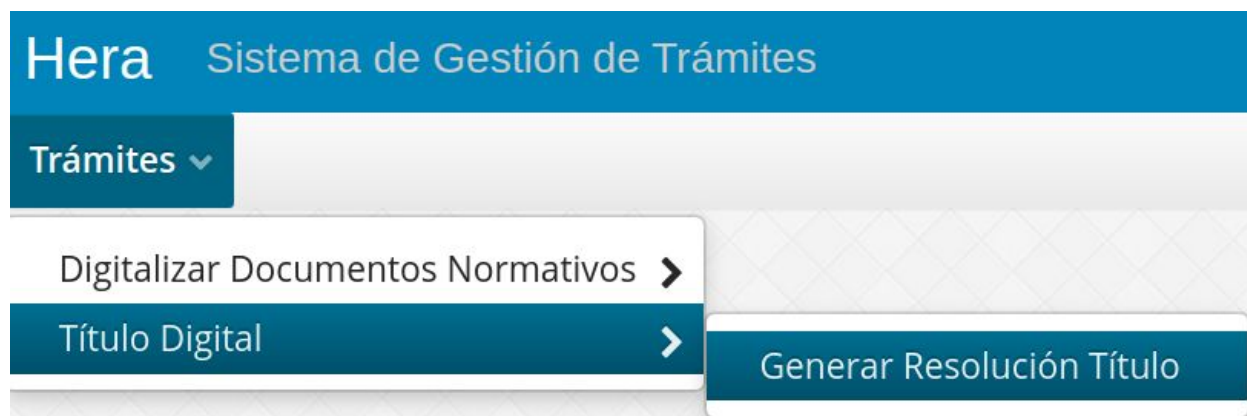 Hera Sistema de Gestión de Trámites
Trámites
Digitalizar Documentos Normativos
Título Digital
Generar Resolución Título